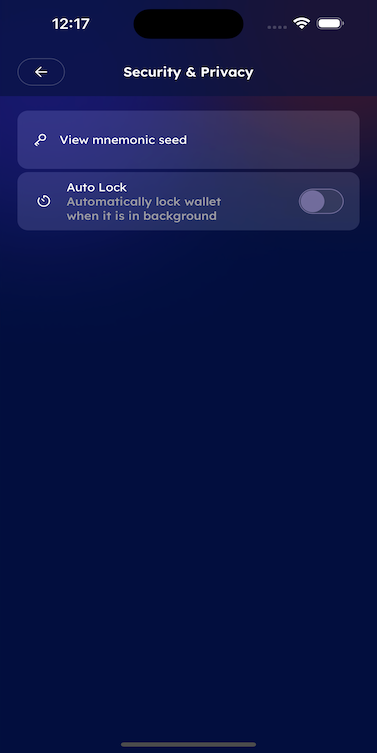 12:17
Security & Privacy
View mnemonic seed
Auto Lock
Automatically lock wallet
when it is in background